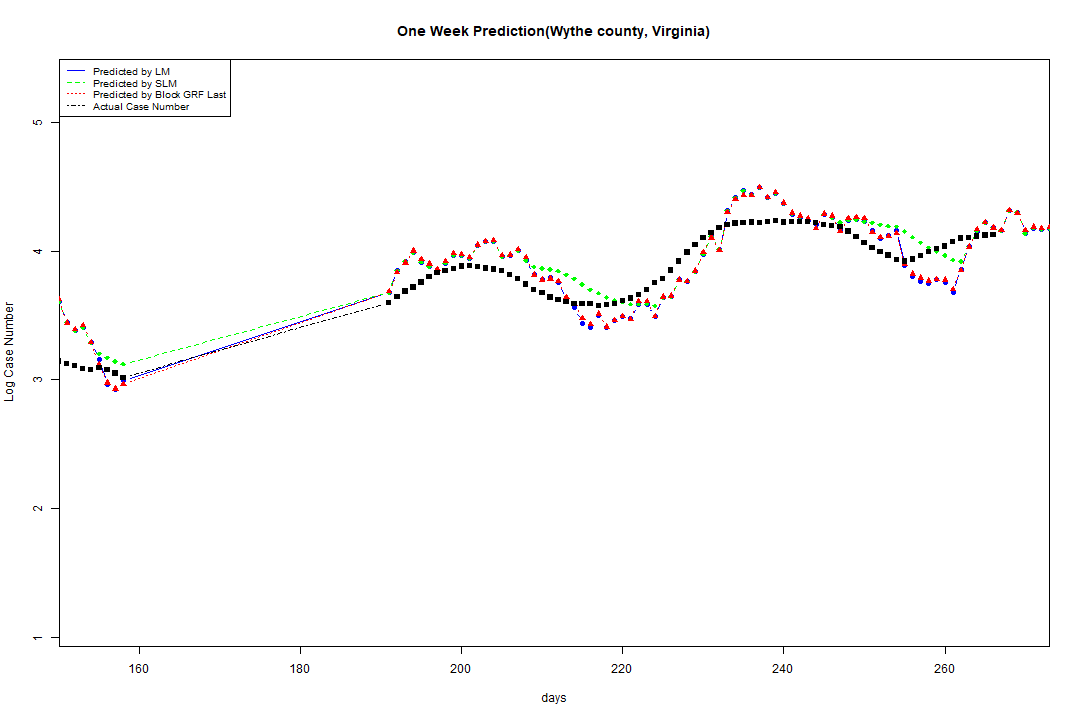 One Week Prediction(Wythe county, Virginia)
Predicted by LM
Predicted by SLM
Predicted by Block GRF Last
Actual Case Number
Log Case Number
5
4
3
2
1
160 180 200 220 240 260
days